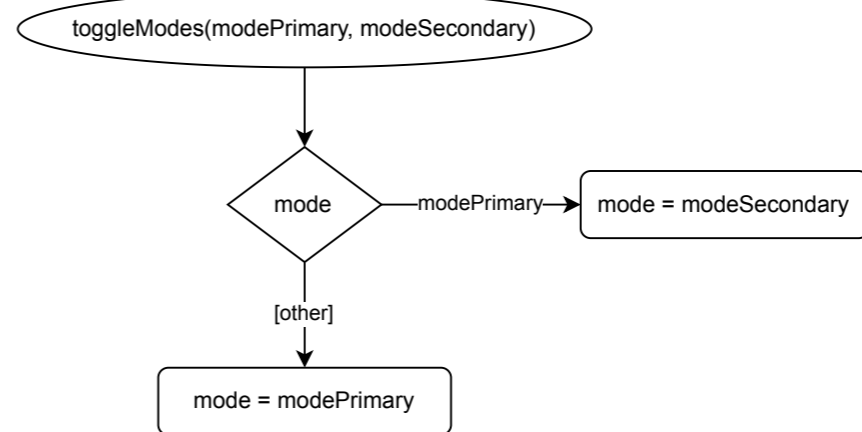 toggleModes(modePrimary, modeSecondary)
mode
modePrimary
mode = modeSecondary
[other]
mode = modePrimary